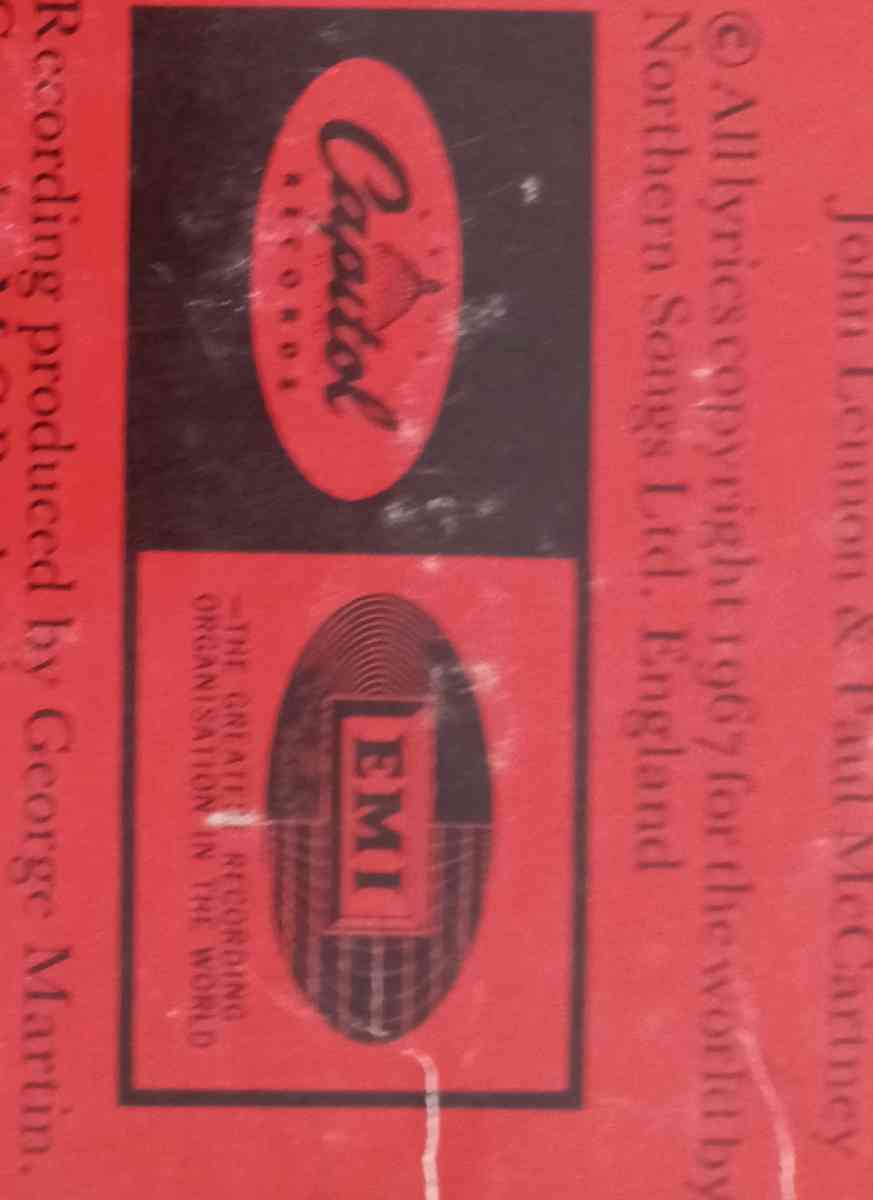 John Lennon & Paul McCartney
© All lyrics copyright 1967 for the world by
Northern Songs Ltd. England
Capitol
RECORDS
EMI
—THE GREATEST RECORDING
ORGANISATION IN THE WORLD
Recording produced by George Martin.